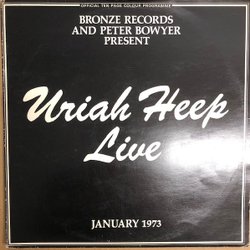 OFFICIAL TEN PAGE COLOUR PROGRAMME
BRONZE RECORDS
AND PETER BOWYER
PRESENT
Uriah Heep
Live
JANUARY 1973